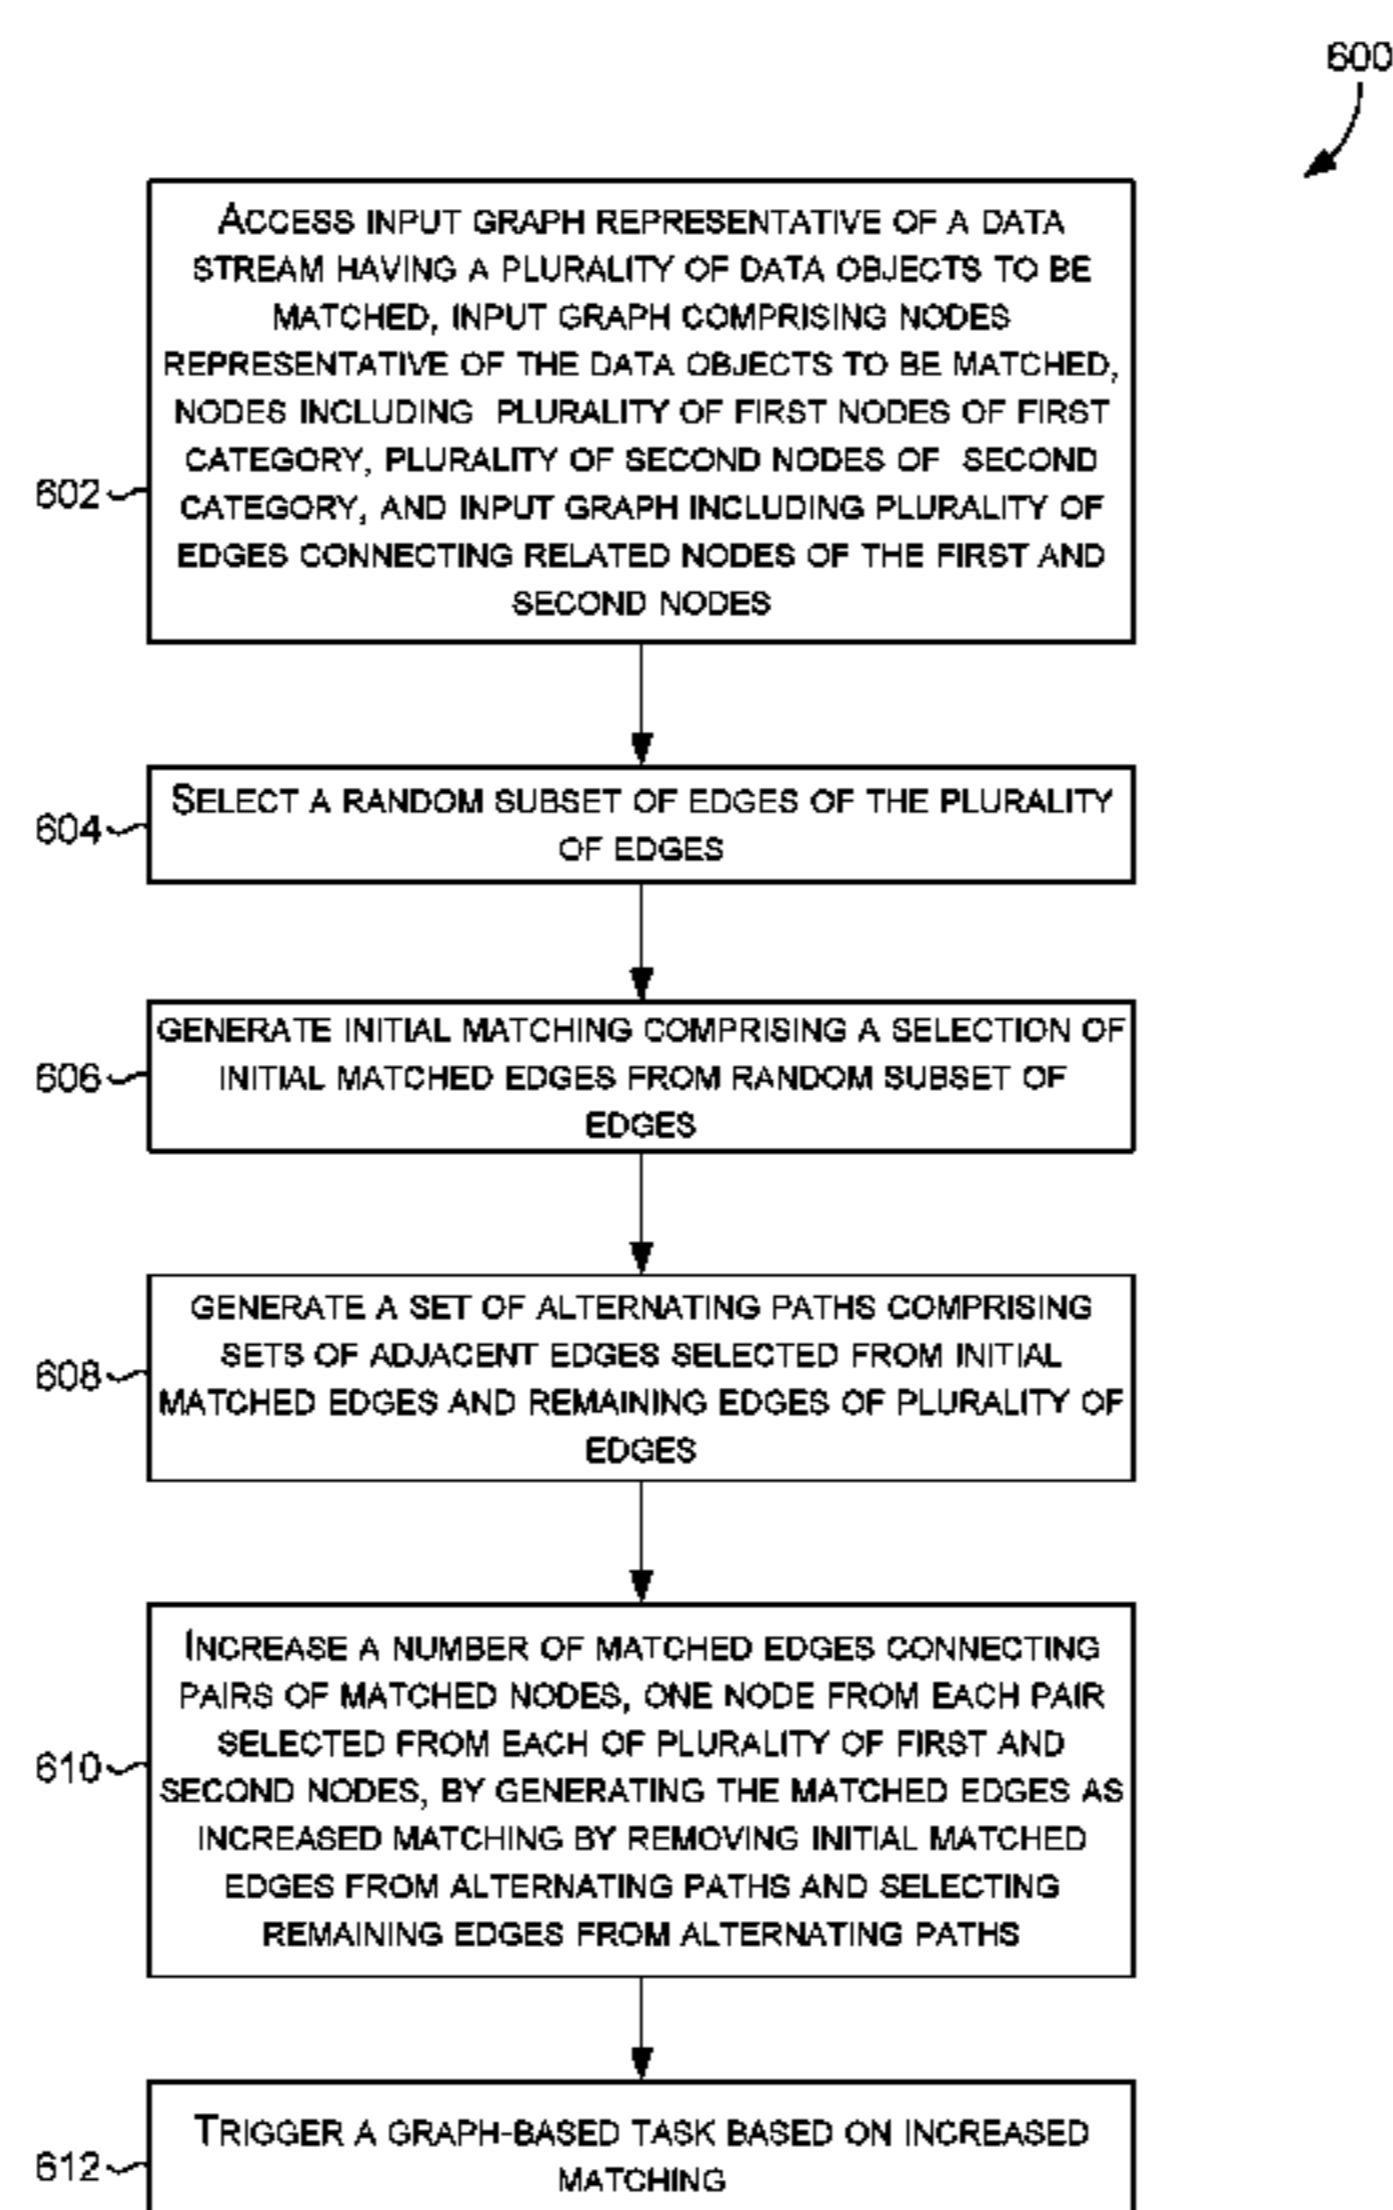 600
ACCESS INPUT GRAPH REPRESENTATIVE OF A DATA
STREAM HAVING A PLURALITY OF DATA OBJECTS TO BE
MATCHED, INPUT GRAPH COMPRISING NODES
REPRESENTATIVE OF THE DATA OBJECTS TO BE MATCHED,
NODES INCLUDING PLURALITY OF FIRST NODES OF FIRST
CATEGORY, PLURALITY OF SECOND NODES OF SECOND
CATEGORY, AND INPUT GRAPH INCLUDING PLURALITY OF
EDGES CONNECTING RELATED NODES OF THE FIRST AND
SECOND NODES
602
SELECT A RANDOM SUBSET OF EDGES OF THE PLURALITY
OF EDGES
604
GENERATE INITIAL MATCHING COMPRISING A SELECTION OF
INITIAL MATCHED EDGES FROM RANDOM SUBSET OF
EDGES
606
GENERATE A SET OF ALTERNATING PATHS COMPRISING
SETS OF ADJACENT EDGES SELECTED FROM INITIAL
MATCHED EDGES AND REMAINING EDGES OF PLURALITY OF
EDGES
608
INCREASE A NUMBER OF MATCHED EDGES CONNECTING
PAIRS OF MATCHED NODES, ONE NODE FROM EACH PAIR
SELECTED FROM EACH OF PLURALITY OF FIRST AND
SECOND NODES, BY GENERATING THE MATCHED EDGES AS
INCREASED MATCHING BY REMOVING INITIAL MATCHED
EDGES FROM ALTERNATING PATHS AND SELECTING
REMAINING EDGES FROM ALTERNATING PATHS
610
TRIGGER A GRAPH-BASED TASK BASED ON INCREASED
MATCHING
612